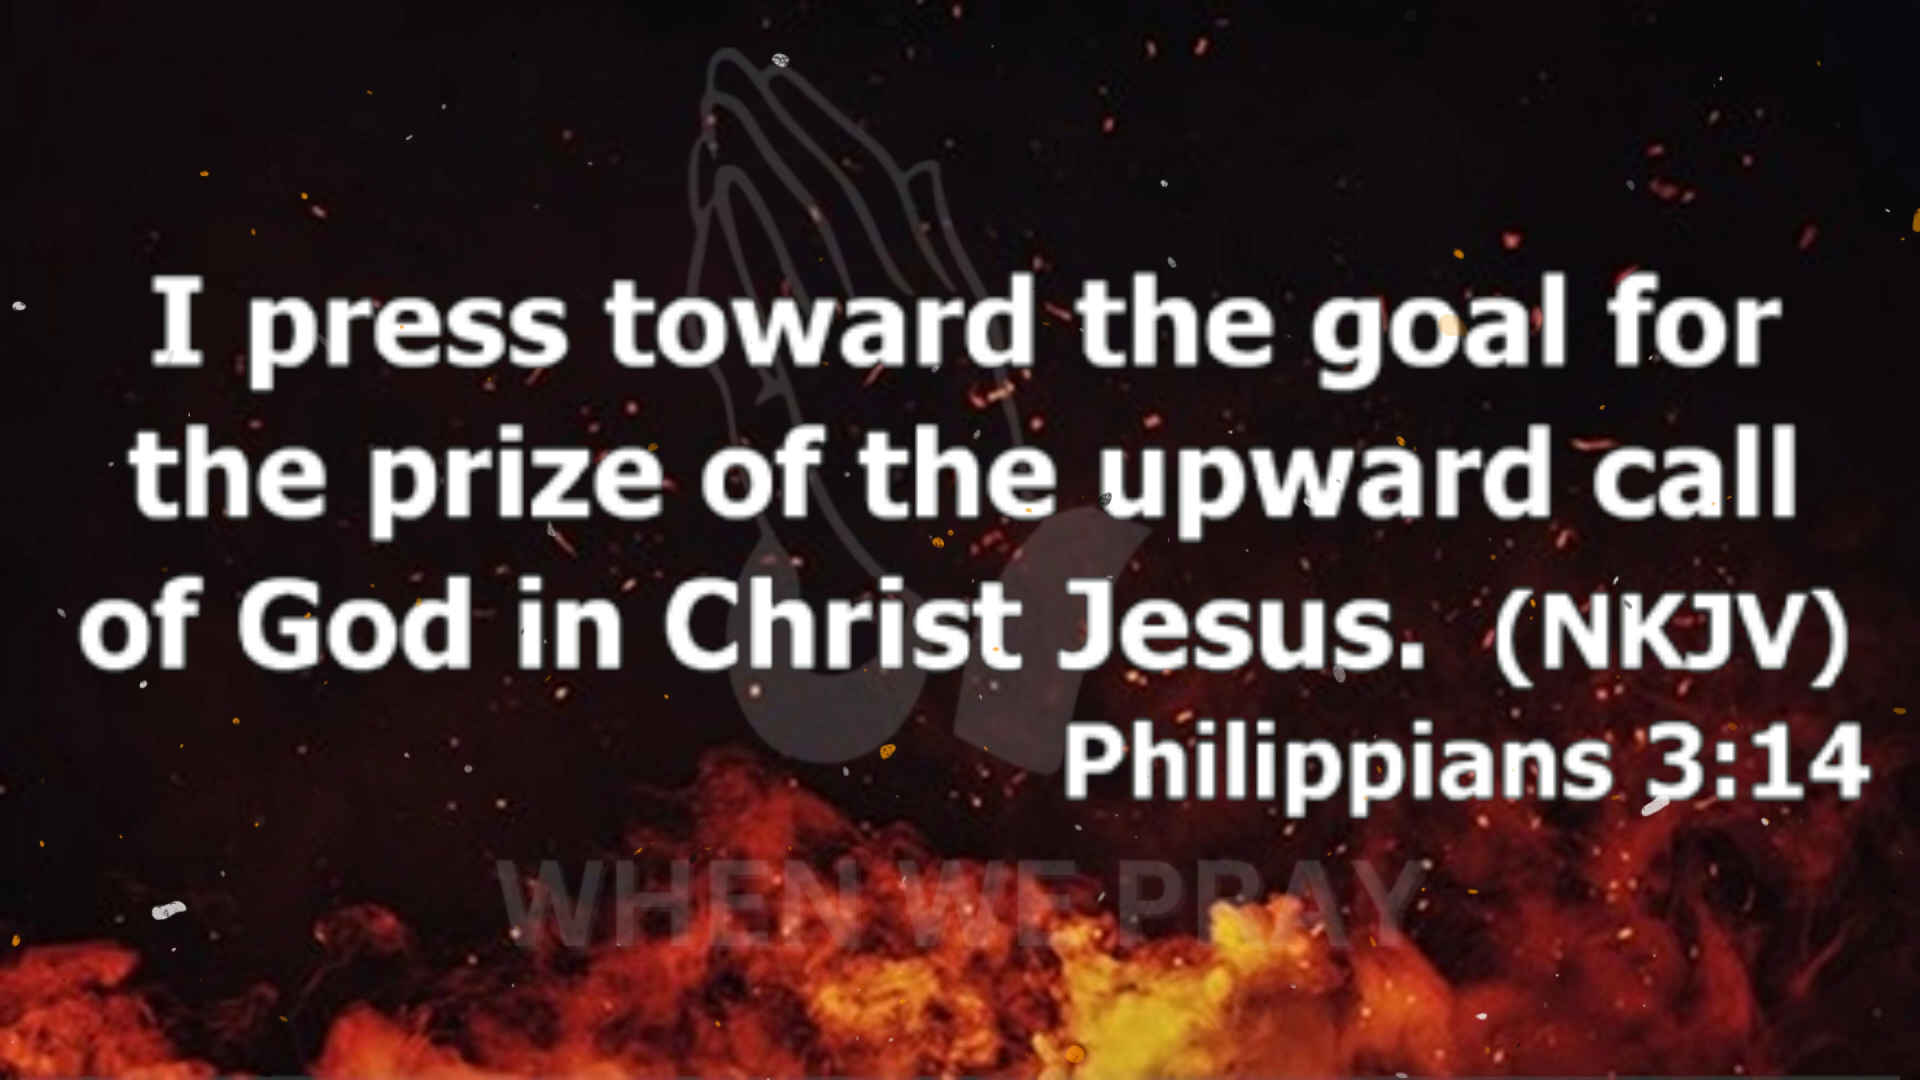 I press toward the goal for
the prize of the upward call
of God in Christ Jesus. (NKJV)
Philippians 3:14
WHEN WE PRAY